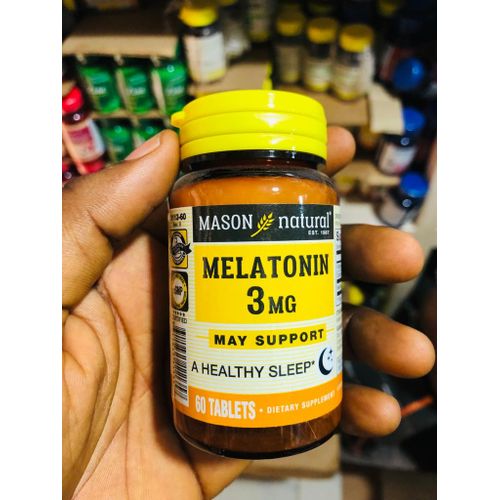 MASON natural®
EST. 1967
MELATONIN
3 MG
MAY SUPPORT
A HEALTHY SLEEP*
60 TABLETS • DIETARY SUPPLEMENT